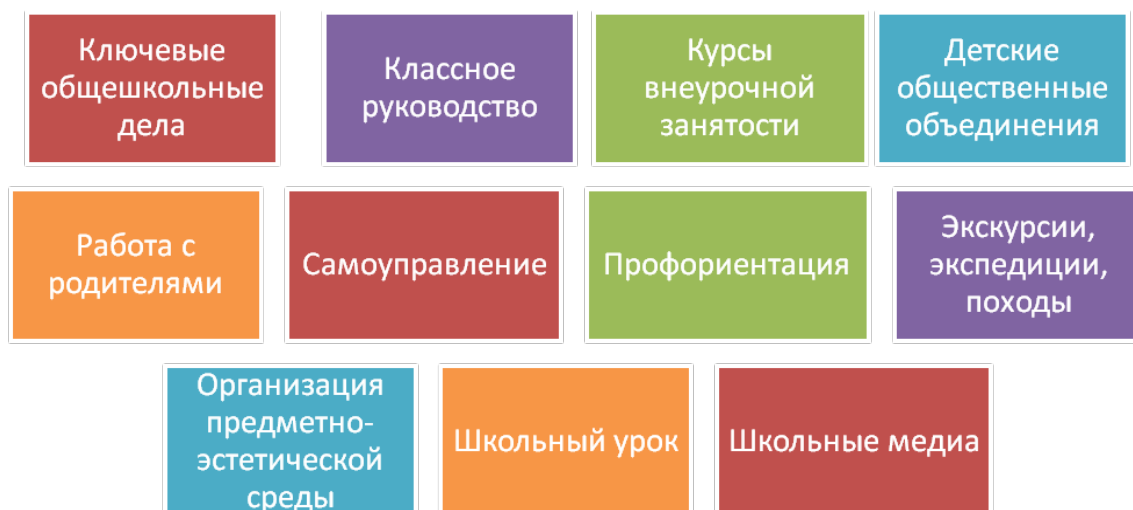 Ключевые
общешкольные
дела
Классное
руководство
Курсы
внеурочной
занятости
Детские
общественные
объединения
Работа с
родителями
Самоуправление
Профориентация
Экскурсии,
экспедиции,
походы
Организация
предметно-
эстетической
среды
Школьный урок
Школьные медиа